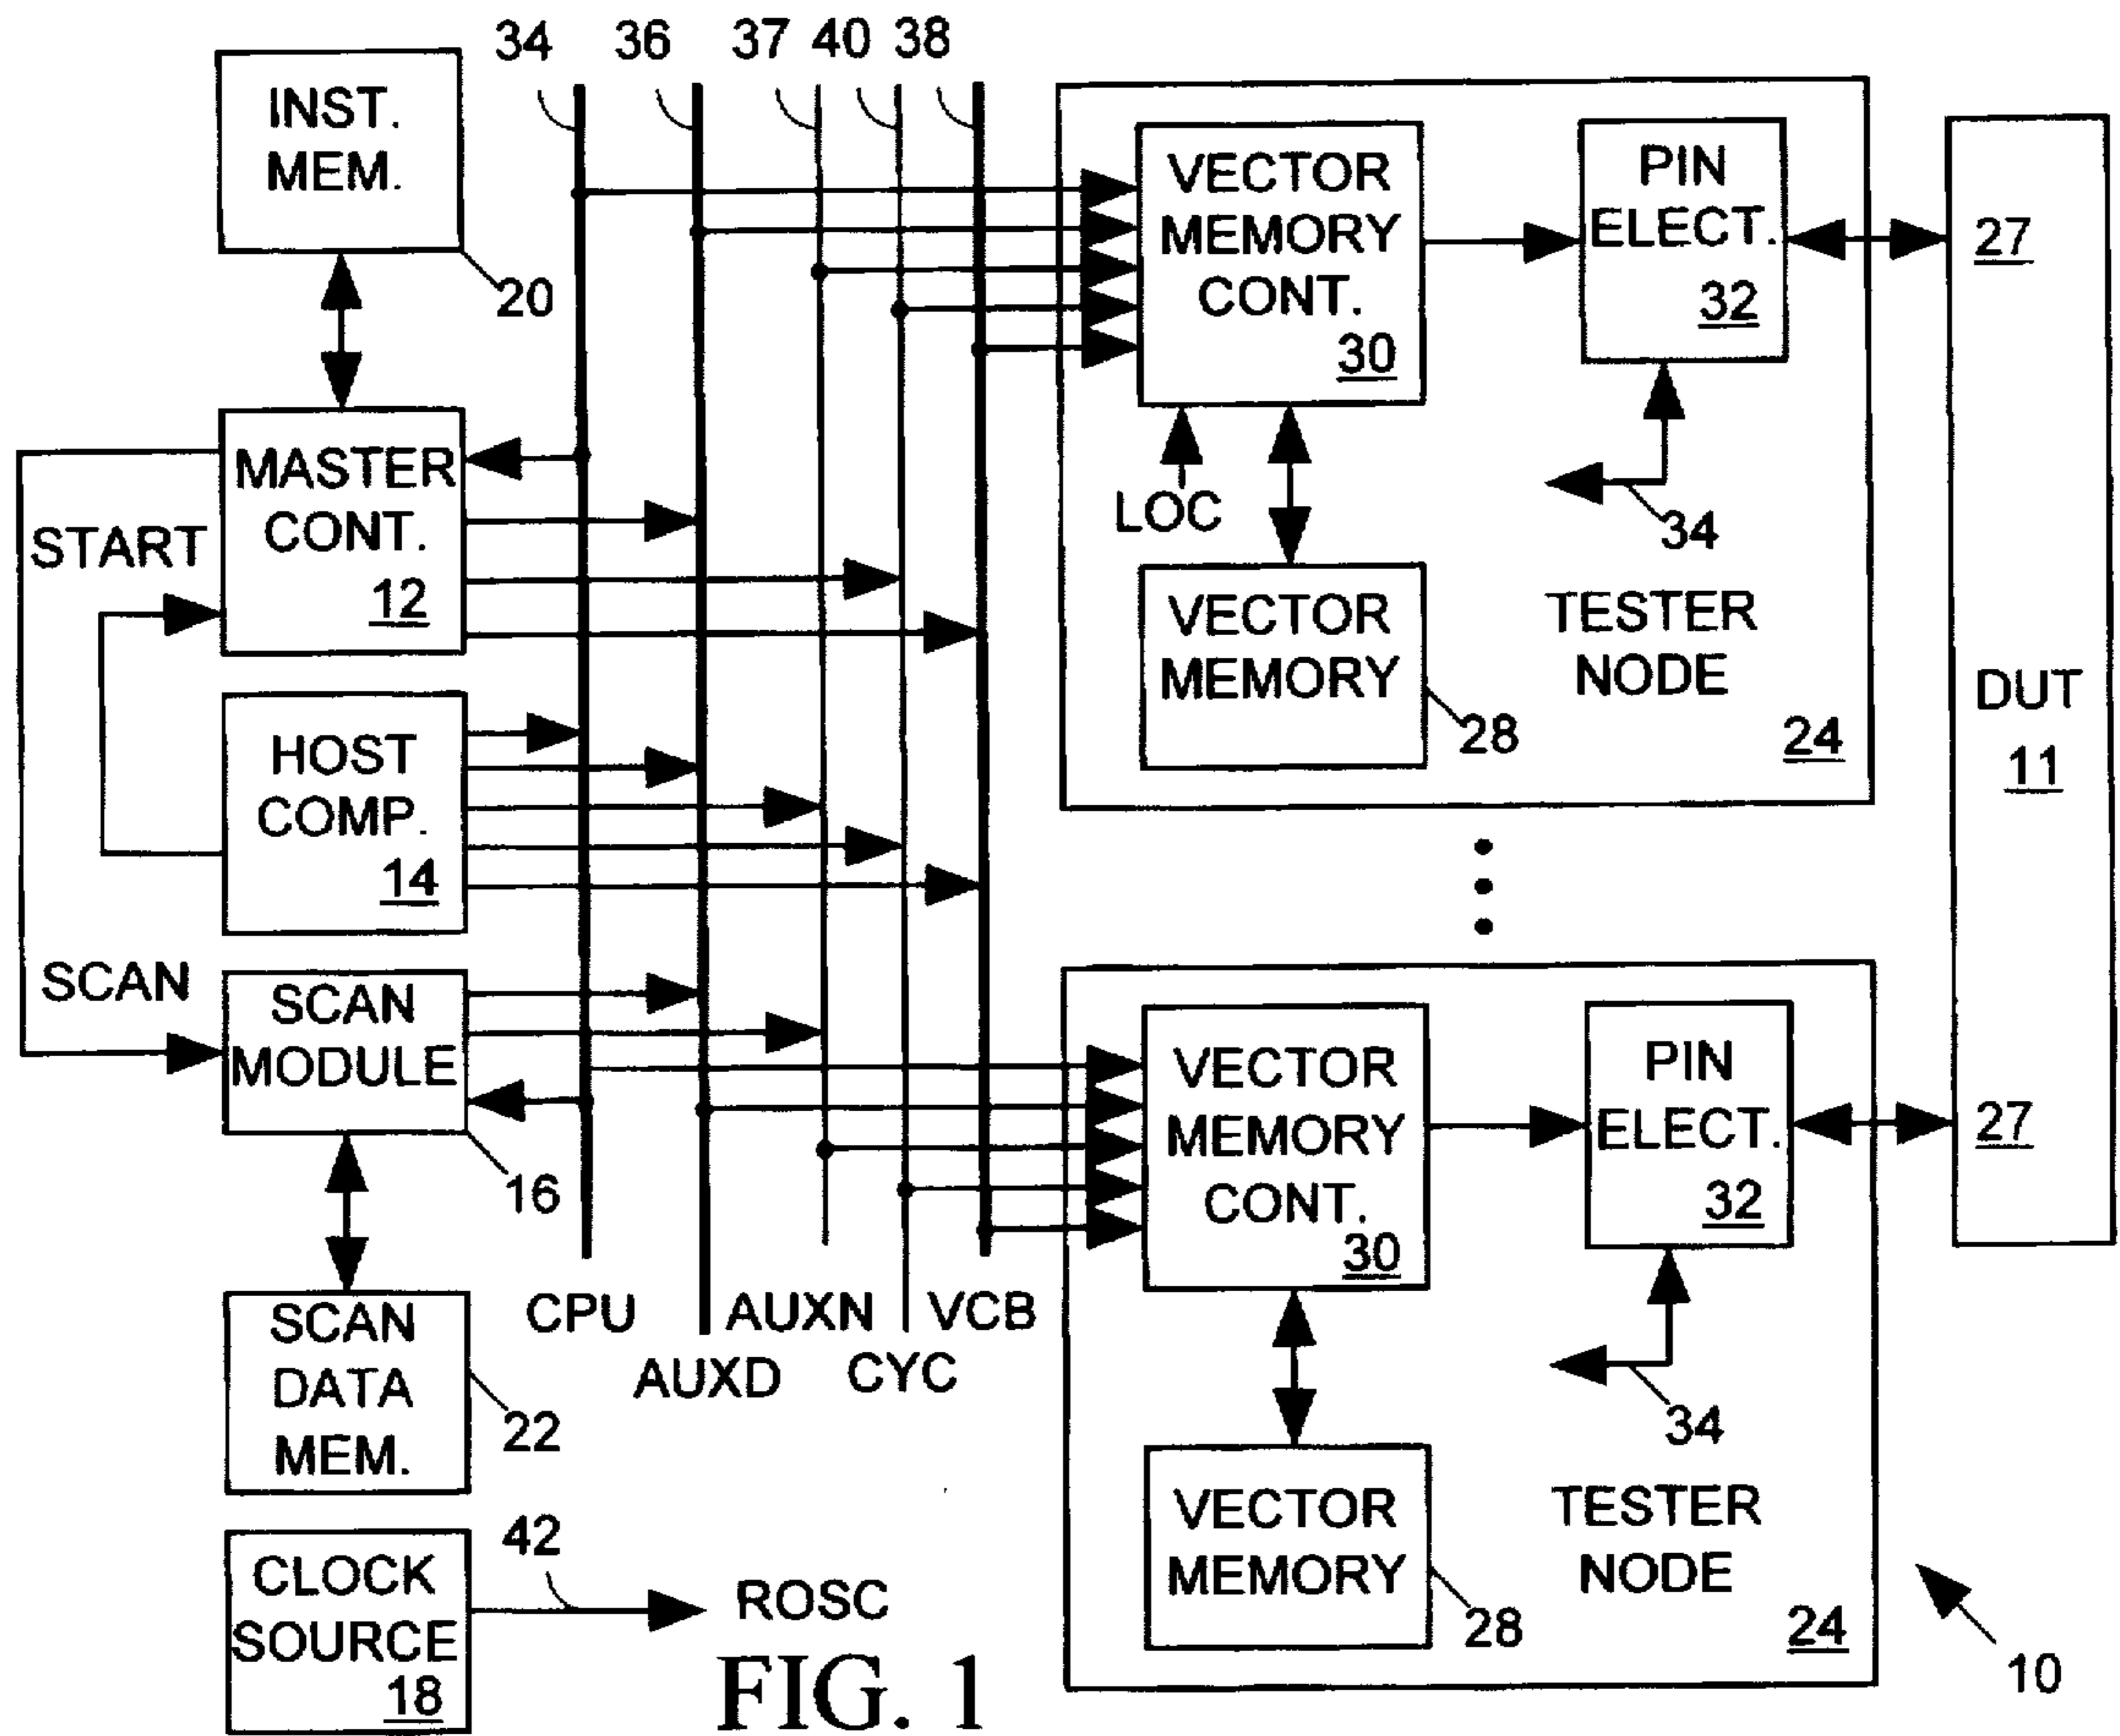 34 36 37 40 38
INST.
MEM.
20
MASTER
CONT.
12
START
HOST
COMP.
14
SCAN
SCAN
MODULE
16
SCAN
DATA
MEM.
22
CLOCK
SOURCE
18
42
ROSC
CPU
AUXD
AUXN
CYC
VCB
VECTOR
MEMORY
CONT.
30
PIN
ELECT.
32
27
LOC
34
VECTOR
MEMORY
28
TESTER
NODE
24
DUT
11
VECTOR
MEMORY
CONT.
30
PIN
ELECT.
32
27
34
VECTOR
MEMORY
28
TESTER
NODE
24
10
FIG. 1